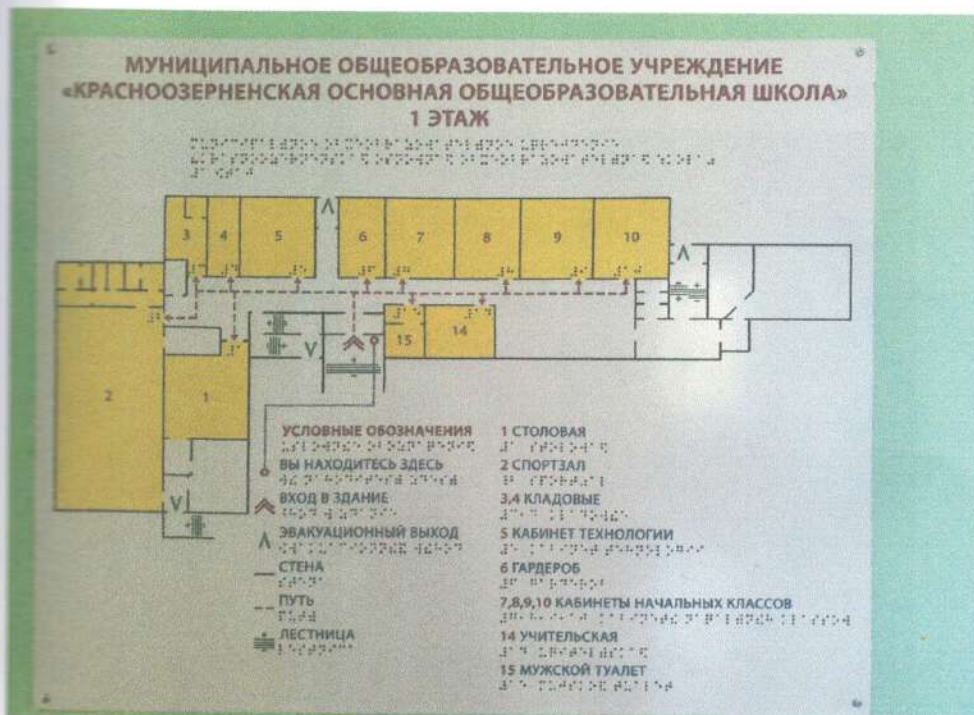 МУНИЦИПАЛЬНОЕ ОБЩЕОБРАЗОВАТЕЛЬНОЕ УЧРЕЖДЕНИЕ
«КРАСНООЗЕРНЕНСКАЯ ОСНОВНАЯ ОБЩЕОБРАЗОВАТЕЛЬНАЯ ШКОЛА»
1 ЭТАЖ
3
4
5
6
7
8
9
10
15
14
2
1
УСЛОВНЫЕ ОБОЗНАЧЕНИЯ
ВЫ НАХОДИТЕСЬ ЗДЕСЬ
ВХОД В ЗДАНИЕ
ЭВАКУАЦИОННЫЙ ВЫХОД
СТЕНА
ПУТЬ
ЛЕСТНИЦА
1 СТОЛОВАЯ
2 СПОРТЗАЛ
3,4 КЛАДОВЫЕ
5 КАБИНЕТ ТЕХНОЛОГИИ
6 ГАРДЕРОБ
7,8,9,10 КАБИНЕТЫ НАЧАЛЬНЫХ КЛАССОВ
14 УЧИТЕЛЬСКАЯ
15 МУЖСКОЙ ТУАЛЕТ